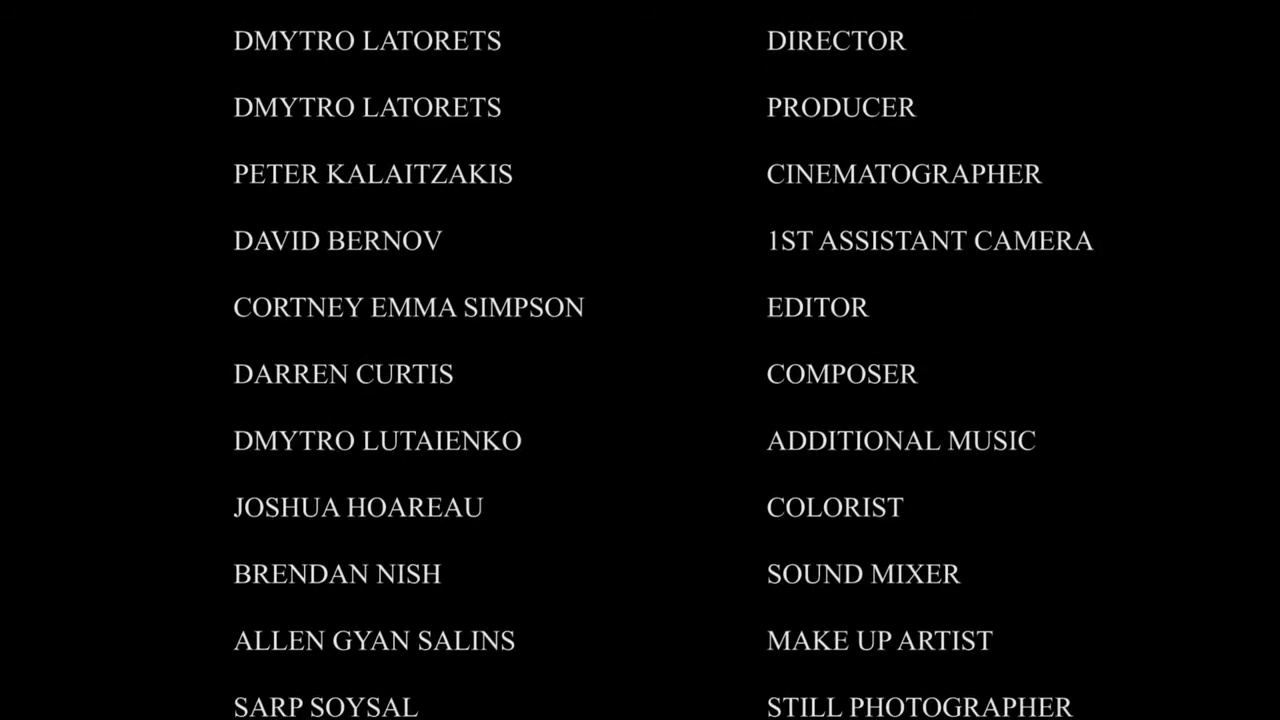 DMYTRO LATORETS DIRECTOR
DMYTRO LATORETS PRODUCER
PETER KALAITZAKIS CINEMATOGRAPHER
DAVID BERNOV 1ST ASSISTANT CAMERA
CORTNEY EMMA SIMPSON EDITOR
DARREN CURTIS COMPOSER
DMYTRO LUTAIENKO ADDITIONAL MUSIC
JOSHUA HOAREAU COLORIST
BRENDAN NISH SOUND MIXER
ALLEN GYAN SALINS MAKE UP ARTIST
SARP SOYSAL STILL PHOTOGRAPHER